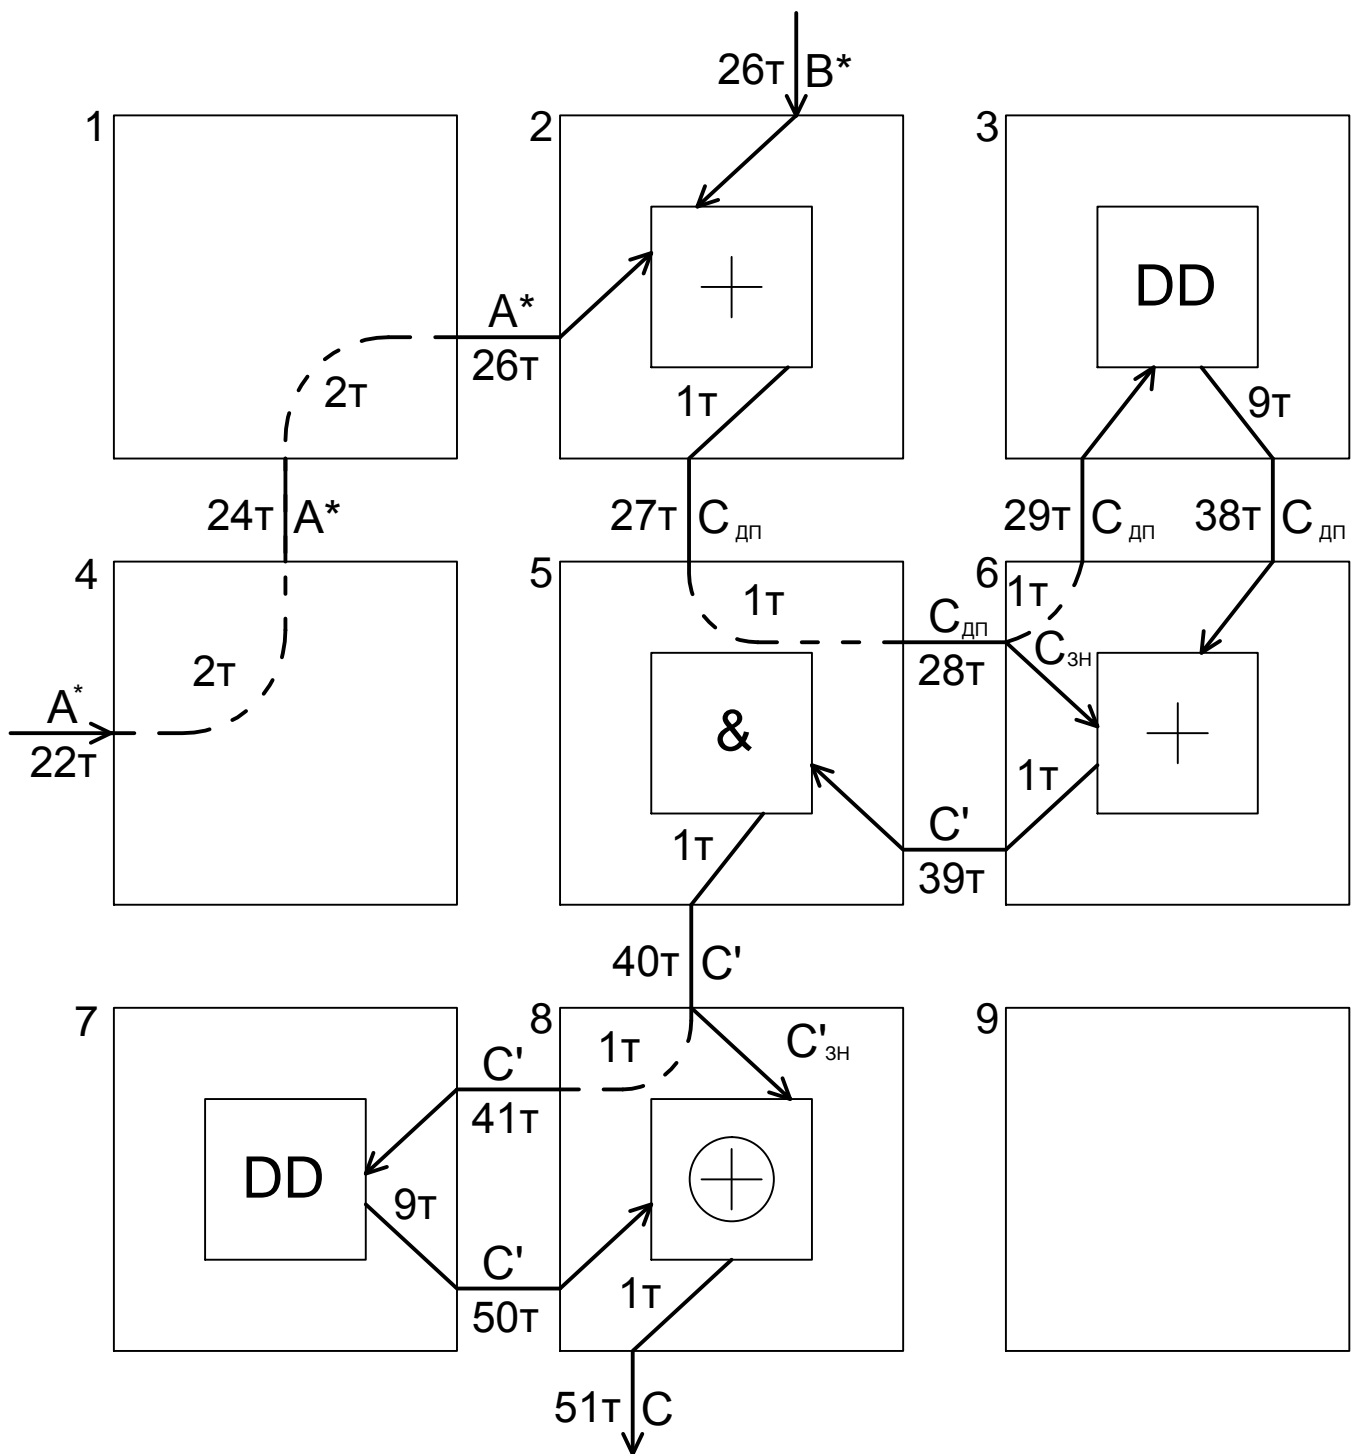 26т B*
1
2
3
DD
A*
26т
2т
1т
9т
24т A*
27т C ДП
29т C ДП
38т C ДП
4
5
6
1т
1т
C ДП
28т
C ЗН
2т
A*
22т
&
1т
C'
39т
1т
40т C'
7
8
9
1т
C' ЗН
C'
41т
DD
9т
C'
50т
1т
51т C